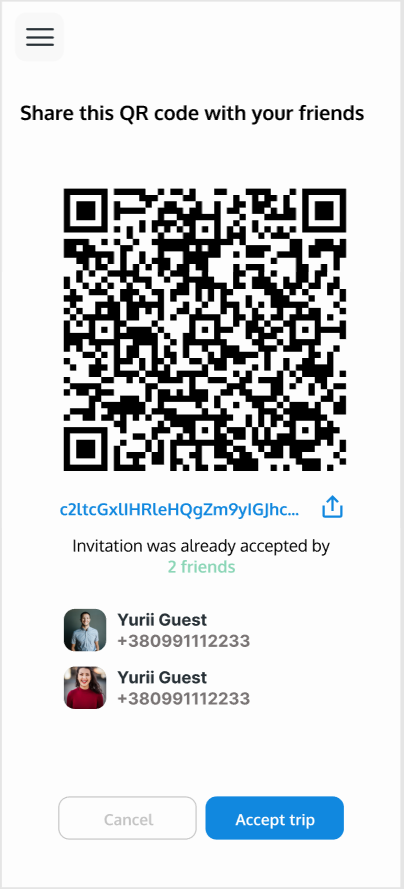 Share this QR code with your friends
c2ltcGxlIHRleHQgZm9yIGJhc...
Invitation was already accepted by
2 friends
Yurii Guest
+380991112233
Yurii Guest
+380991112233
Cancel
Accept trip